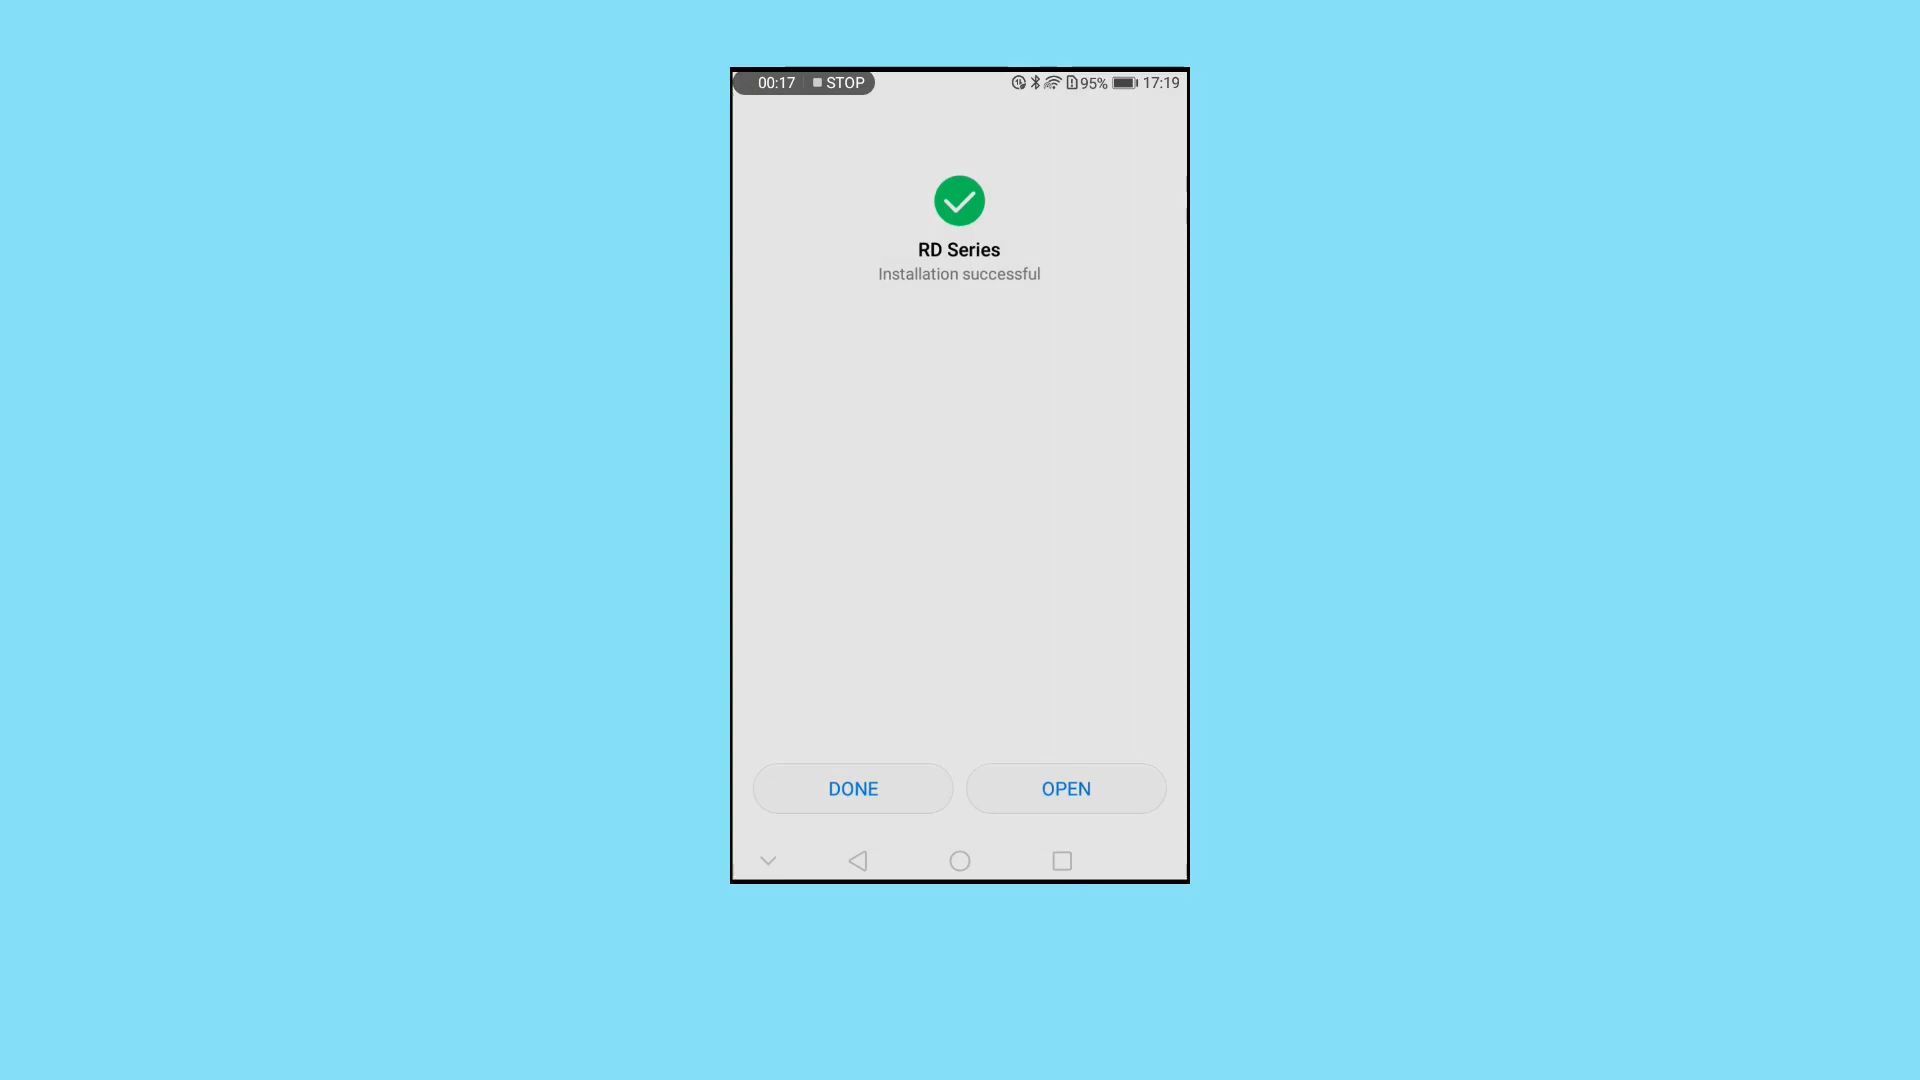 00:17 STOP 95% 17:19
RD Series
Installation successful
DONE OPEN